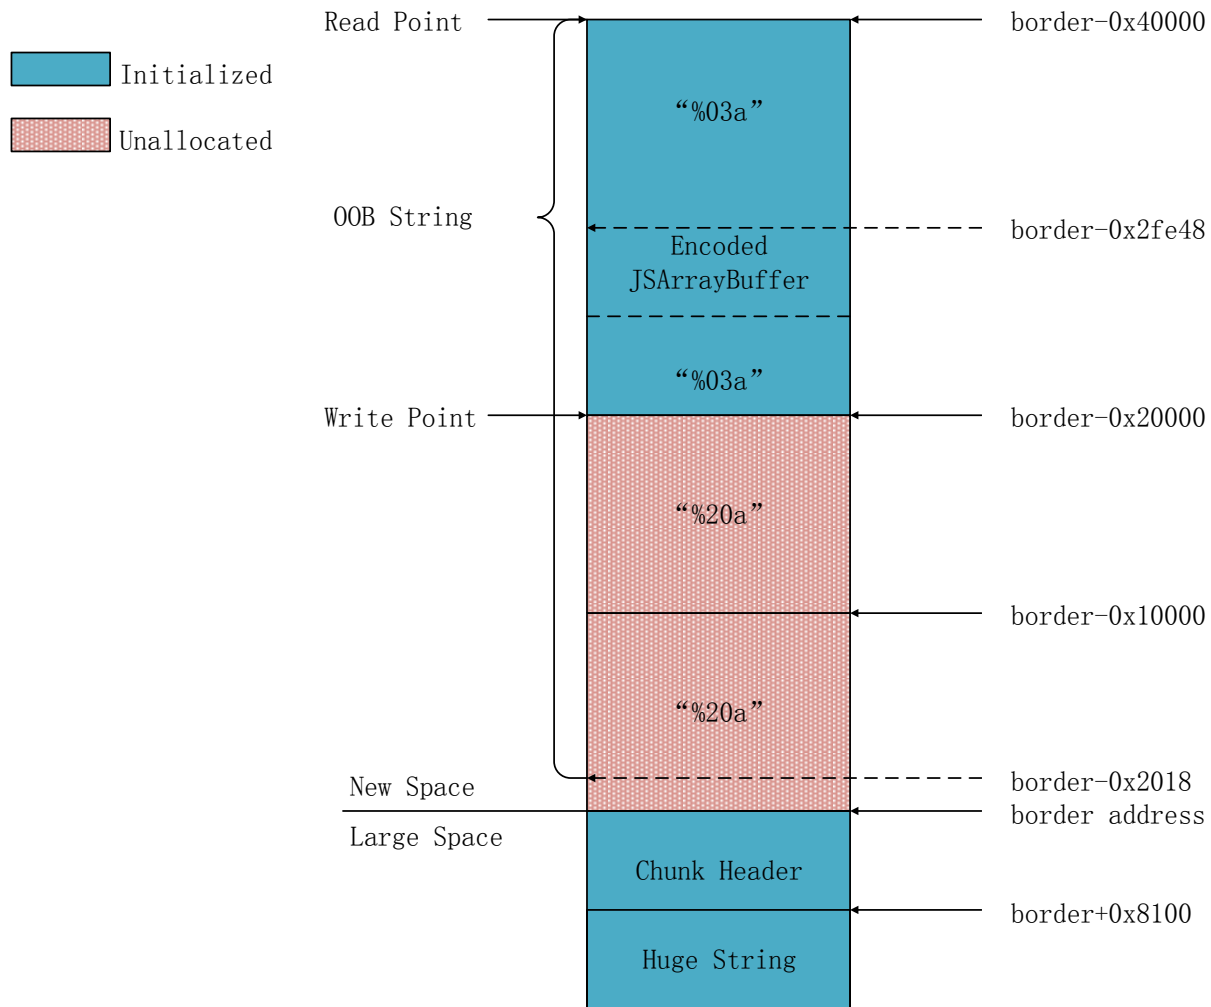 Read Point
border-0x40000
Initialized
“%03a”
Unallocated
OOB String
border-0x2fe48
Encoded
JSArrayBuffer
“%03a”
Write Point
border-0x20000
“%20a”
border-0x10000
“%20a”
New Space
border-0x2018
border address
Large Space
Chunk Header
border+0x8100
Huge String